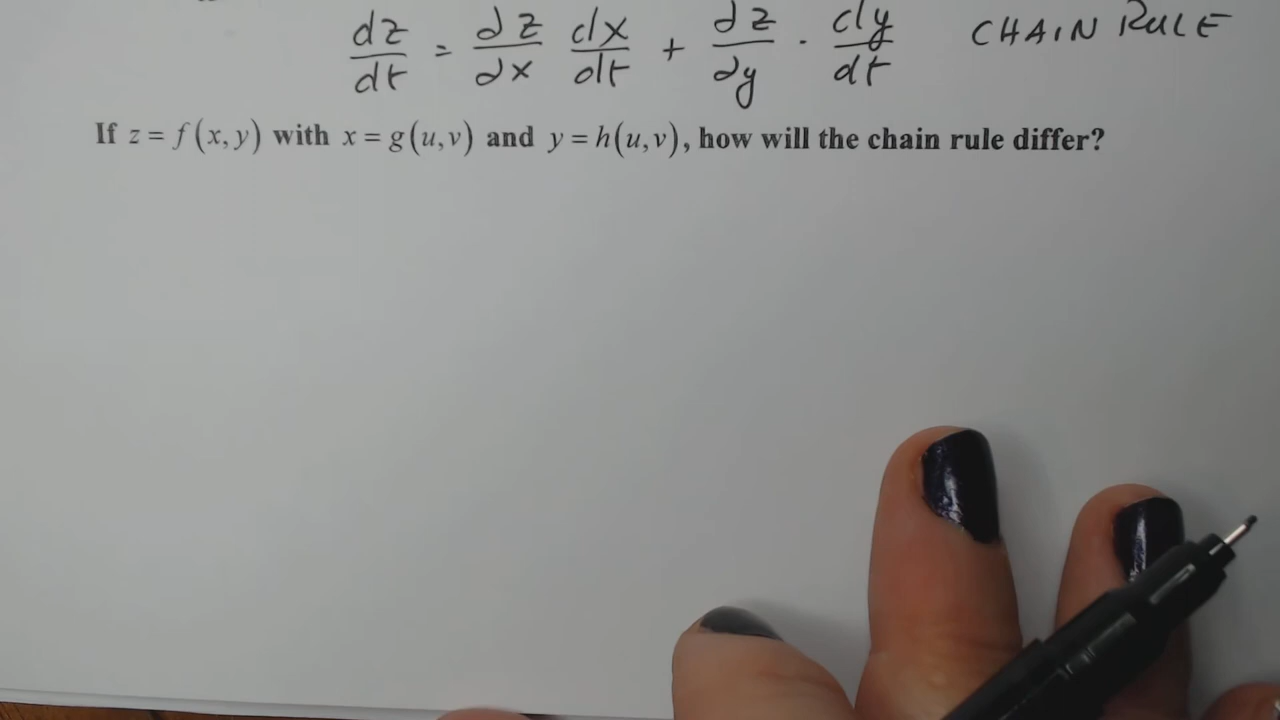 dz/dt = ∂z/∂x dx/dt + ∂z/∂y · dy/dt CHAIN RULE
If z = f(x, y) with x = g(u, v) and y = h(u, v), how will the chain rule differ?